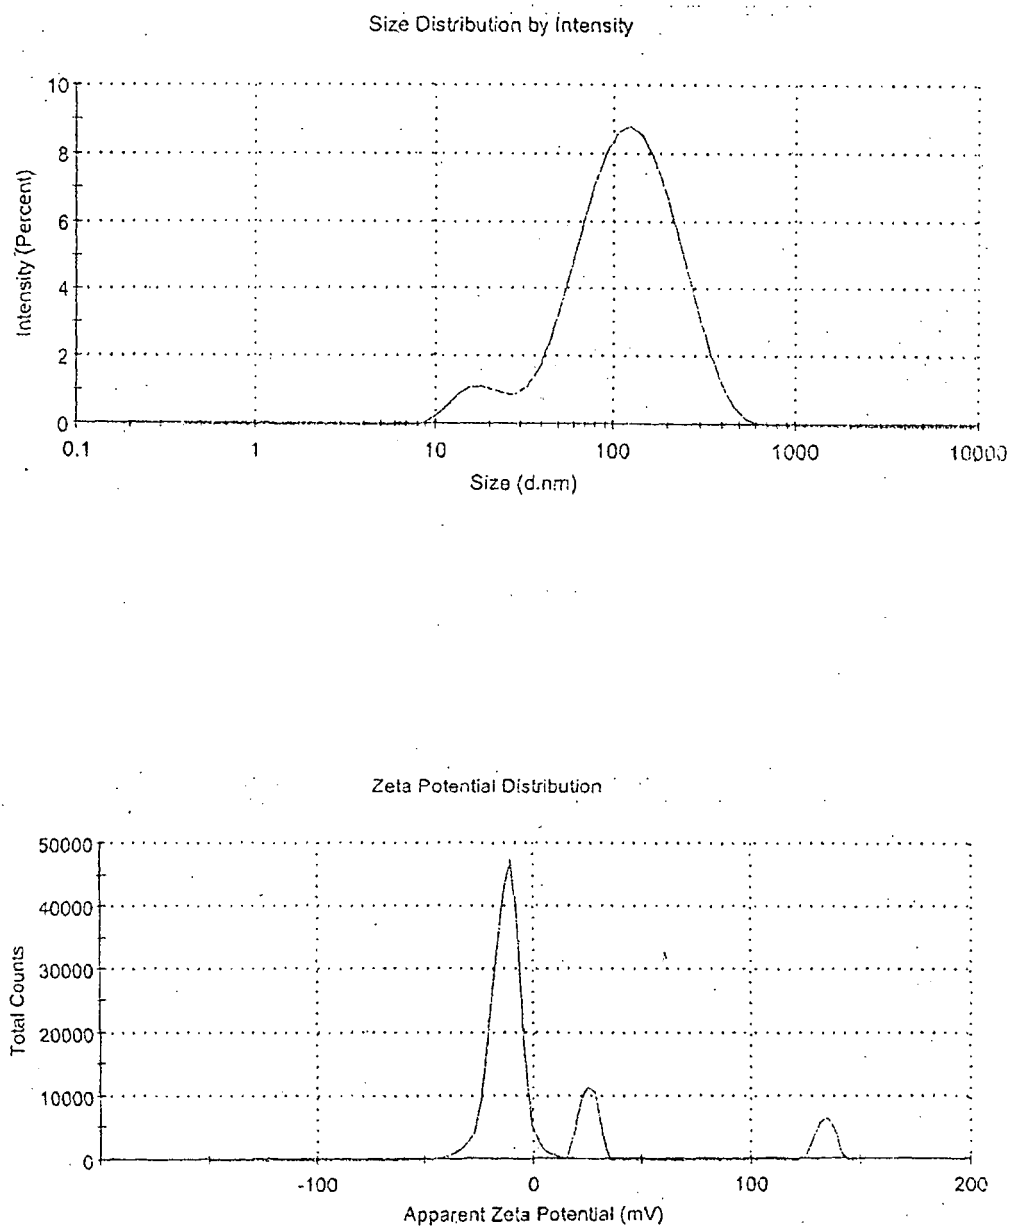 Size Distribution by Intensity
10
8
6
4
2
0
Intensity (Percent)
0.1 1 10 100 1000 10000
Size (d.nm)
Zeta Potential Distribution
50000
40000
30000
20000
10000
0
Total Counts
-100 0 100 200
Apparent Zeta Potential (mV)